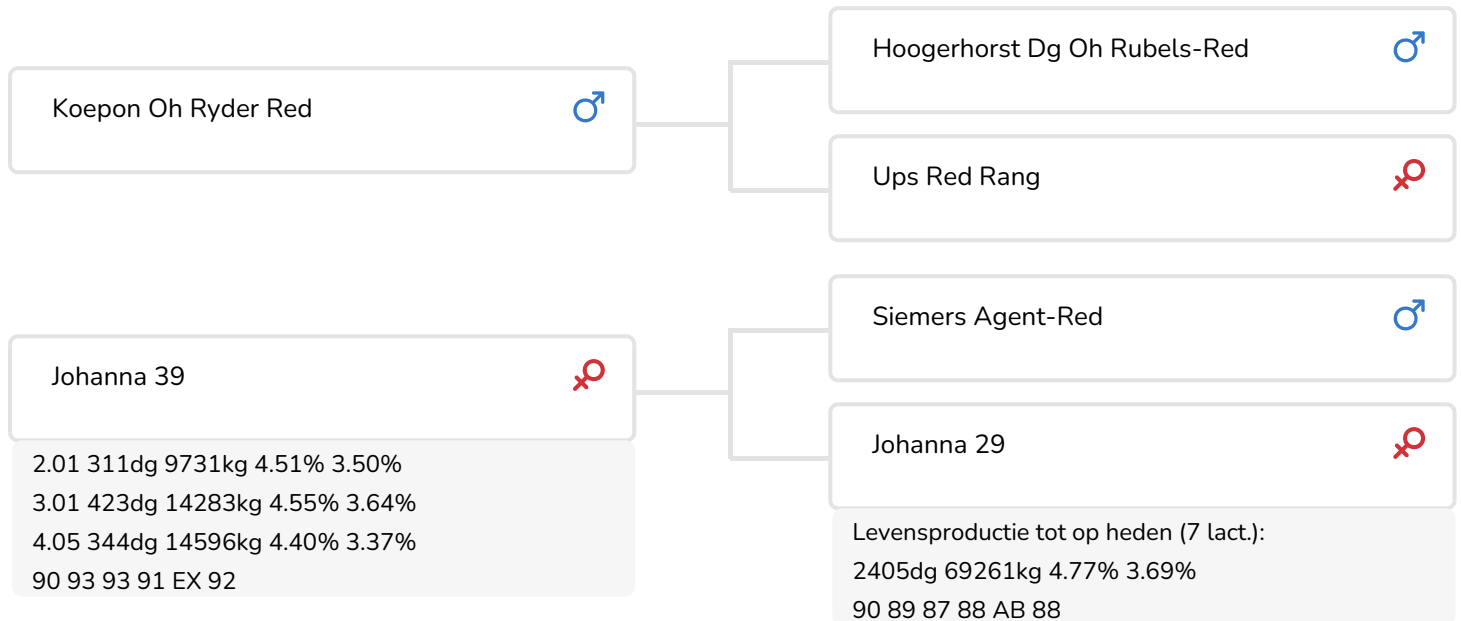 Koepon Oh Ryder Red
Hoogerhorst Dg Oh Rubels-Red
Ups Red Rang
Johanna 39
2.01 311dg 9731kg 4.51% 3.50%
3.01 423dg 14283kg 4.55% 3.64%
4.05 344dg 14596kg 4.40% 3.37%
90 93 93 91 EX 92
Siemers Agent-Red
Johanna 29
Levensproductie tot op heden (7 lact.):
2405dg 69261kg 4.77% 3.69%
90 89 87 88 AB 88